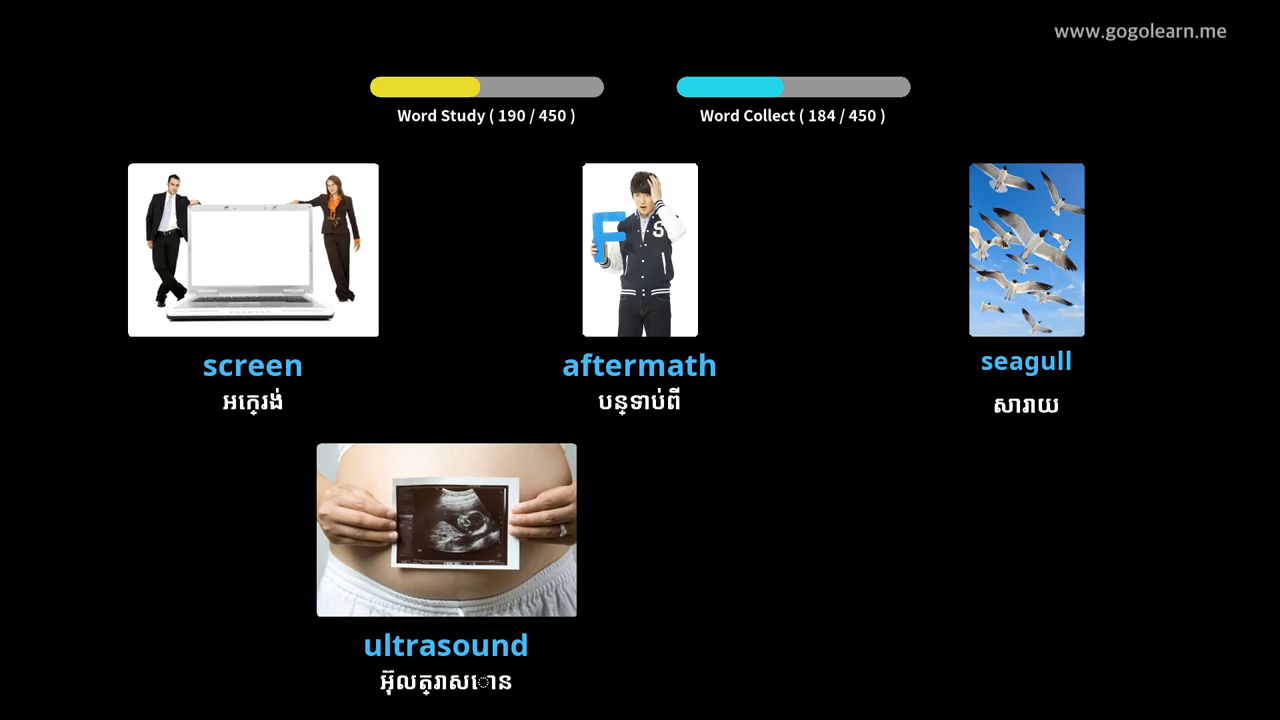 www.gogolearn.me
Word Study ( 190 / 450 )
Word Collect ( 184 / 450 )
F
S
screen
អេក្រង់
aftermath
បន្ទាប់ពី
seagull
សារាយ
ultrasound
អ៊ុលត្រាសោន